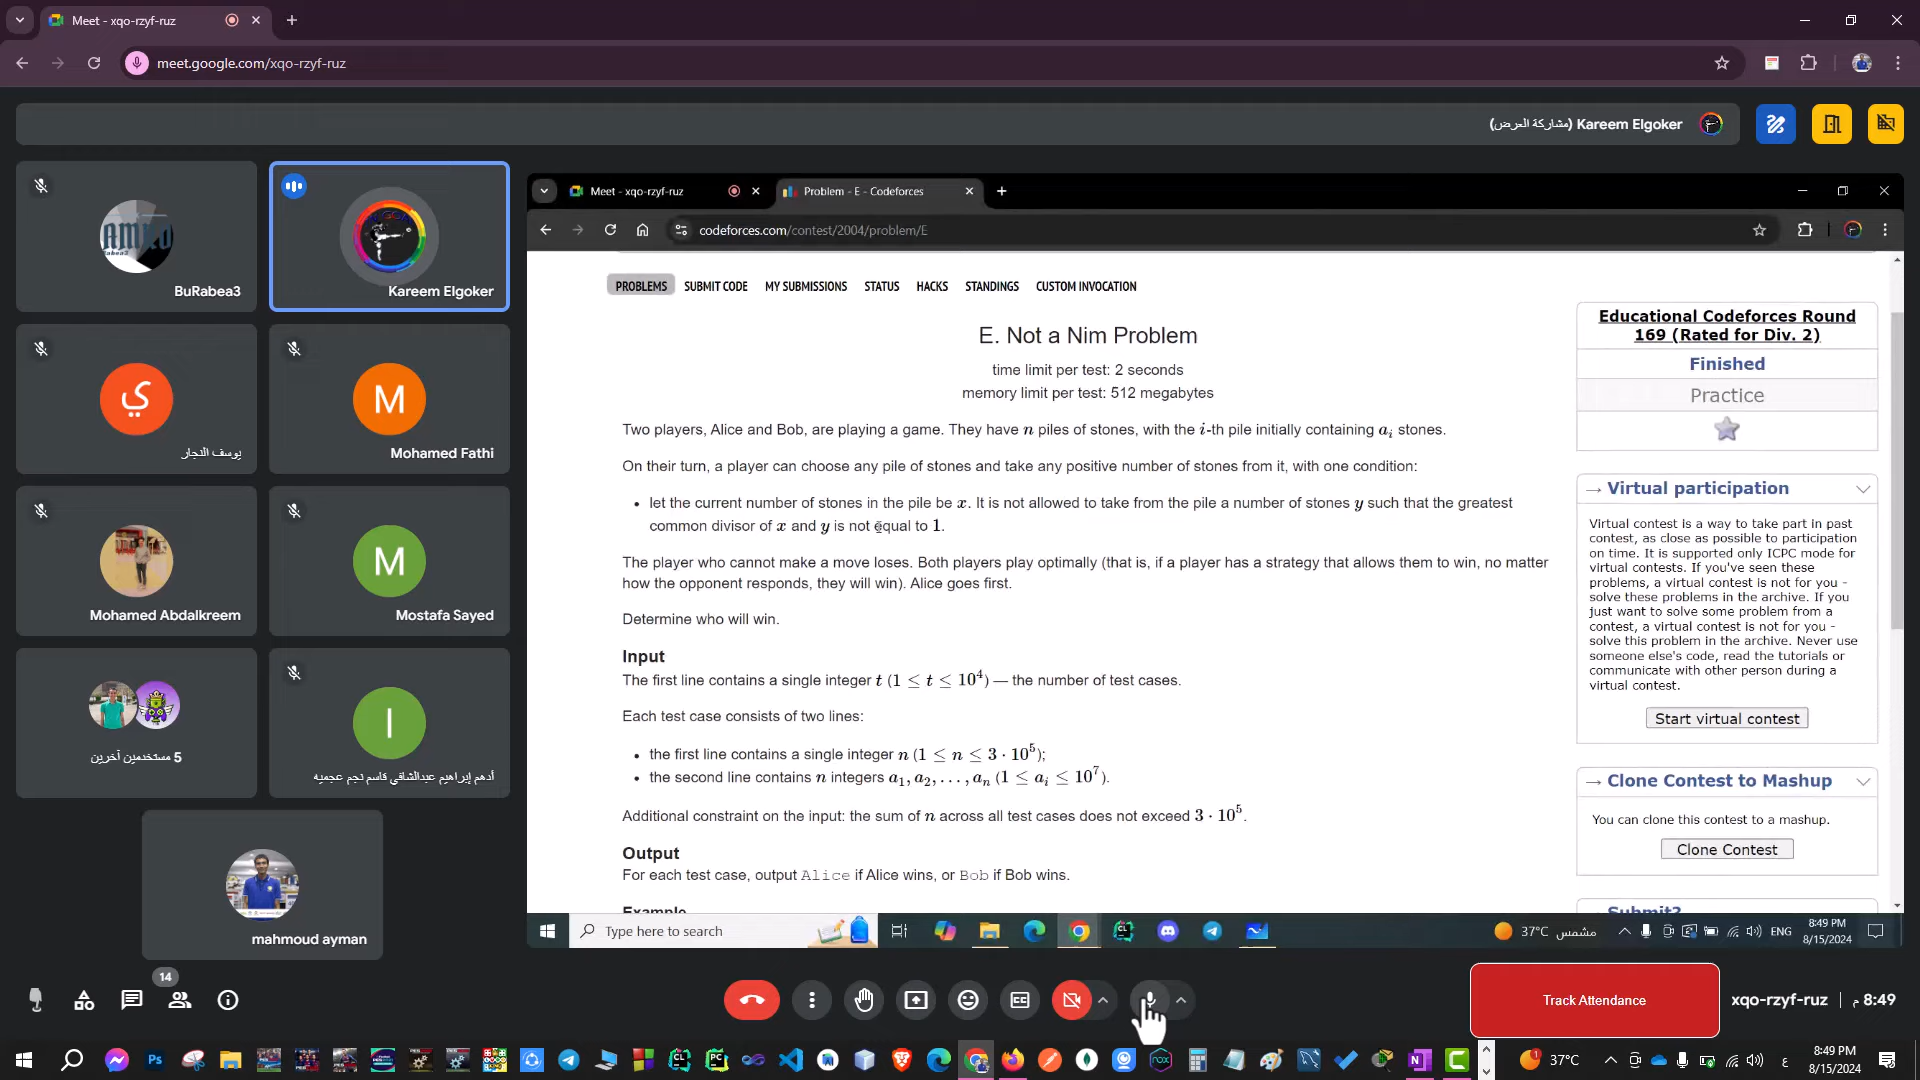 Meet - xqo-rzyf-ruz
meet.google.com/xqo-rzyf-ruz
Kareem Elgoker (مشاركة العرض)
BuRabea3
Kareem Elgoker
ي
يوسف النجار
M
Mohamed Fathi
Mohamed Abdalkreem
M
Mostafa Sayed
5 مستخدمين آخرين
I
أدهم إبراهيم عبدالشافي قاسم نجم عجميه
mahmoud ayman
Meet - xqo-rzyf-ruz
Problem - E - Codeforces
codeforces.com/contest/2004/problem/E
PROBLEMS SUBMIT CODE MY SUBMISSIONS STATUS HACKS STANDINGS CUSTOM INVOCATION
E. Not a Nim Problem
time limit per test: 2 seconds
memory limit per test: 512 megabytes
Two players, Alice and Bob, are playing a game. They have n piles of stones, with the i-th pile initially containing aᵢ stones.
On their turn, a player can choose any pile of stones and take any positive number of stones from it, with one condition:
• let the current number of stones in the pile be x. It is not allowed to take from the pile a number of stones y such that the greatest
common divisor of x and y is not equal to 1.
The player who cannot make a move loses. Both players play optimally (that is, if a player has a strategy that allows them to win, no matter
how the opponent responds, they will win). Alice goes first.
Determine who will win.
Input
The first line contains a single integer t (1 ≤ t ≤ 10⁴) — the number of test cases.
Each test case consists of two lines:
• the first line contains a single integer n (1 ≤ n ≤ 3 · 10⁵);
• the second line contains n integers a₁, a₂, . . . , aₙ (1 ≤ aᵢ ≤ 10⁷).
Additional constraint on the input: the sum of n across all test cases does not exceed 3 · 10⁵.
Output
For each test case, output Alice if Alice wins, or Bob if Bob wins.
Example
Educational Codeforces Round
169 (Rated for Div. 2)
Finished
Practice
→ Virtual participation
Virtual contest is a way to take part in past
contest, as close as possible to participation
on time. It is supported only ICPC mode for
virtual contests. If you've seen these
problems, a virtual contest is not for you -
solve these problems in the archive. If you
just want to solve some problem from a
contest, a virtual contest is not for you -
solve this problem in the archive. Never use
someone else's code, read the tutorials or
communicate with other person during a
virtual contest.
Start virtual contest
→ Clone Contest to Mashup
You can clone this contest to a mashup.
Clone Contest
→ Submit?
Type here to search
37°C مشمس
ENG
8:49 PM
8/15/2024
14
Track Attendance
xqo-rzyf-ruz
8:49 م
37°C
ع
8:49 PM
8/15/2024